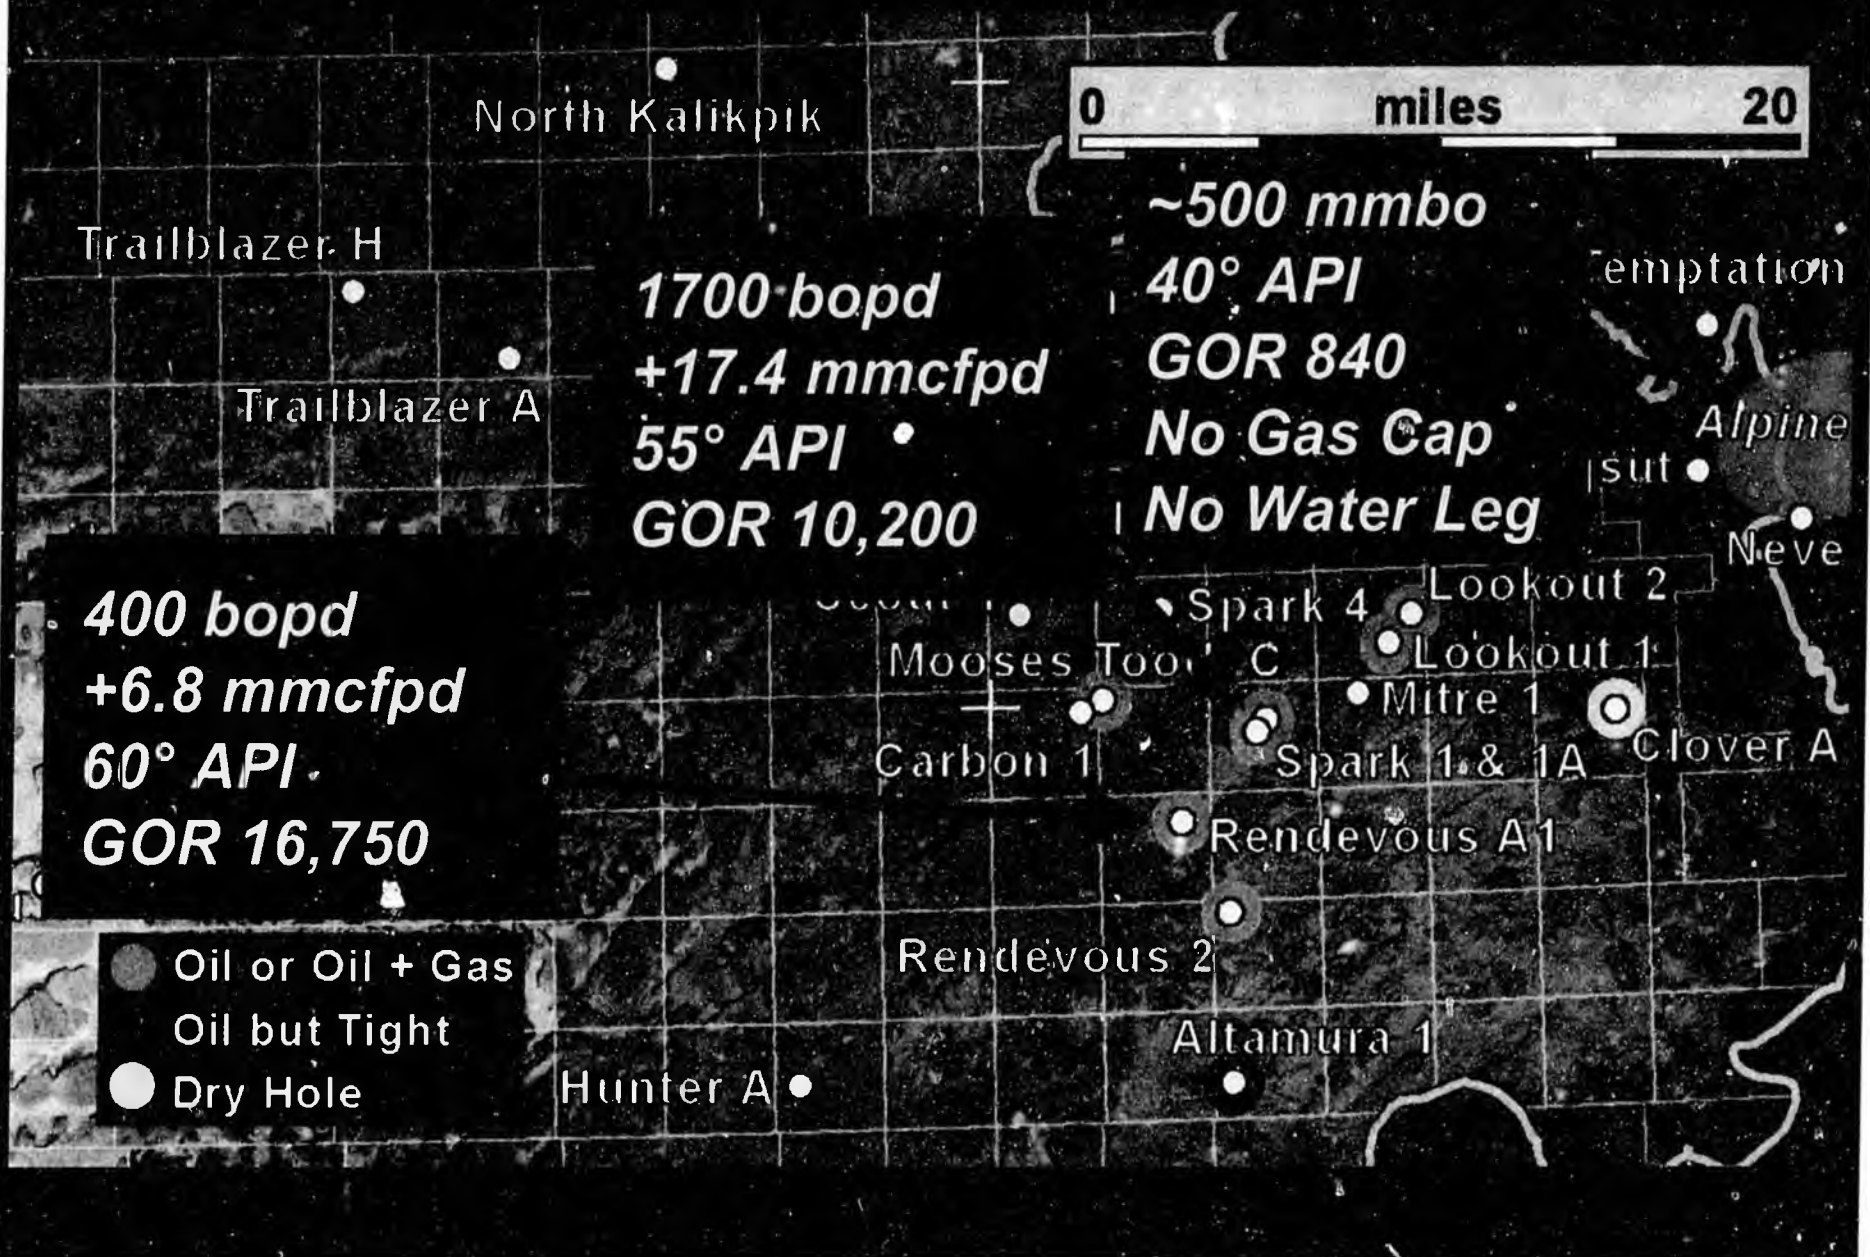 North Kalikpik
0 miles 20
Trailblazer H
Trailblazer A
1700 bopd
+17.4 mmcfpd
55° API
GOR 10,200
~500 mmbo
40° API
GOR 840
No Gas Cap
No Water Leg
emptation
Alpine
sut
Neve
400 bopd
+6.8 mmcfpd
60° API
GOR 16,750
Spark 4
Lookout 2
Mooses Too C
Lookout 1
Mitre 1
Carbon 1
Spark 1 & 1A
Clover A
Rendevous A1
Rendevous 2
Altamura 1
Hunter A
Oil or Oil + Gas
Oil but Tight
Dry Hole